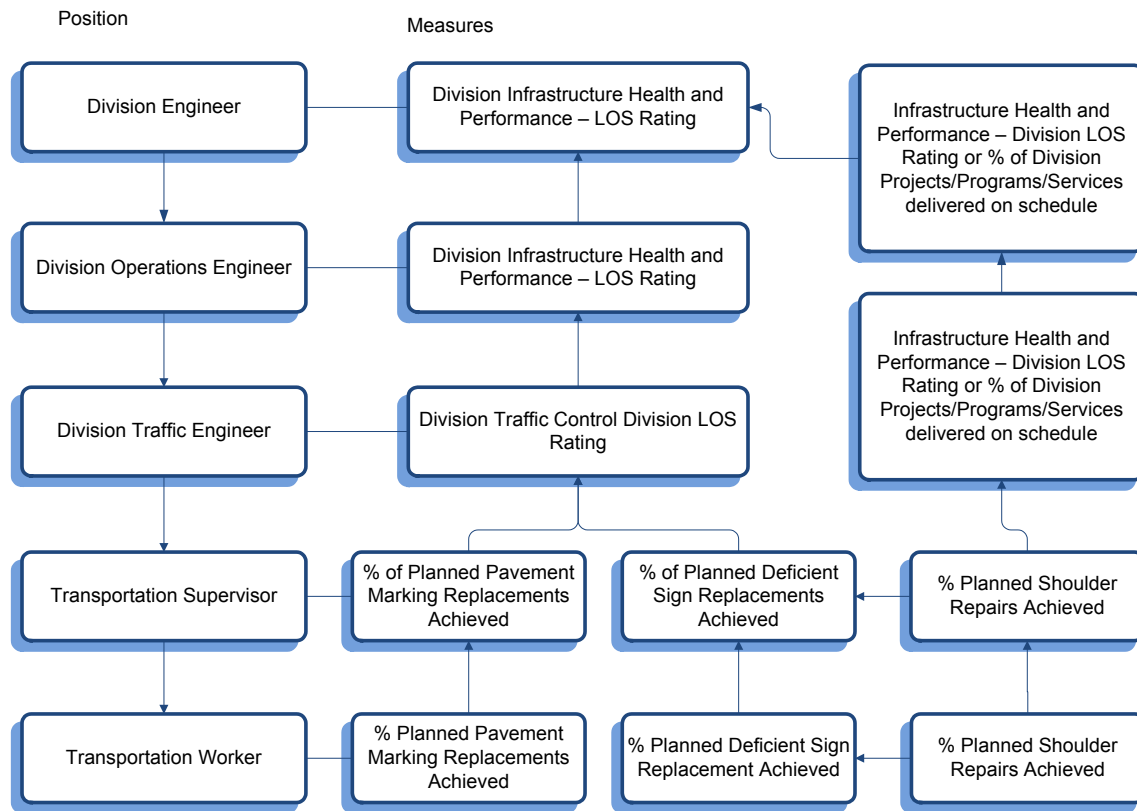 Position
Measures
Division Engineer
Division Infrastructure Health and
Performance – LOS Rating
Infrastructure Health and
Performance – Division LOS
Rating or % of Division
Projects/Programs/Services
delivered on schedule
Division Operations Engineer
Division Infrastructure Health and
Performance – LOS Rating
Infrastructure Health and
Performance – Division LOS
Rating or % of Division
Projects/Programs/Services
delivered on schedule
Division Traffic Engineer
Division Traffic Control Division LOS
Rating
Transportation Supervisor
% of Planned Pavement
Marking Replacements
Achieved
% of Planned Deficient
Sign Replacements
Achieved
% Planned Shoulder
Repairs Achieved
Transportation Worker
% Planned Pavement
Marking Replacements
Achieved
% Planned Deficient Sign
Replacement Achieved
% Planned Shoulder
Repairs Achieved